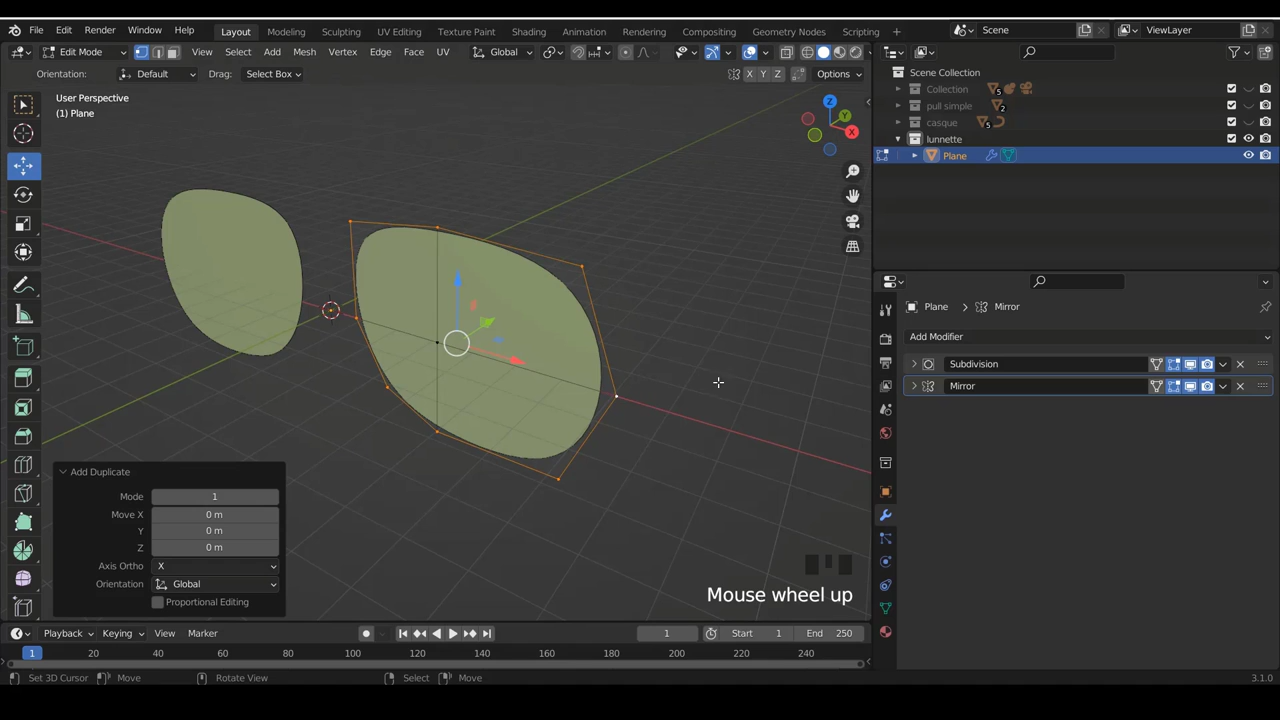 File Edit Render Window Help Layout Modeling Sculpting UV Editing Texture Paint Shading Animation Rendering Compositing Geometry Nodes Scripting Scene ViewLayer
Edit Mode View Select Add Mesh Vertex Edge Face UV Global
Orientation: Default Drag: Select Box X Y Z Options
User Perspective
(1) Plane
Z
Y
X
Scene Collection
Collection 5
pull simple 2
casque 5
lunnette
Plane
Plane > Mirror
Add Modifier
Subdivision
Mirror
Add Duplicate
Mode 1
Move X 0 m
Y 0 m
Z 0 m
Axis Ortho X
Orientation Global
Proportional Editing
Mouse wheel up
Playback Keying View Marker 1 Start 1 End 250
1 20 40 60 80 100 120 140 160 180 200 220 240
Set 3D Cursor Move Rotate View Select Move 3.1.0